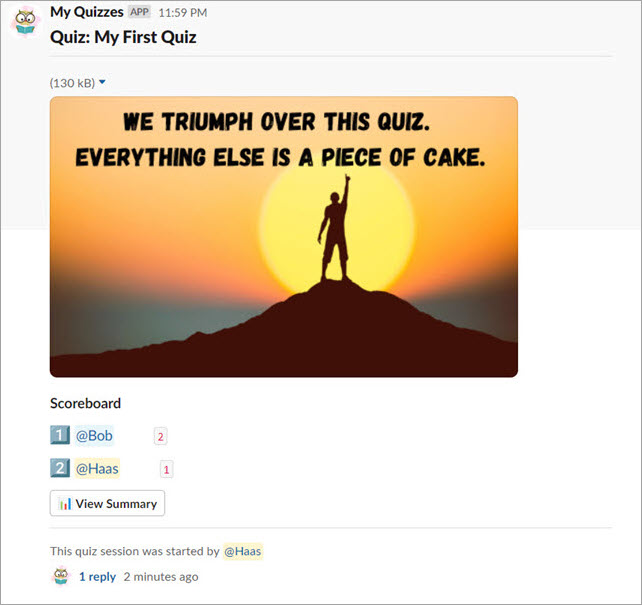 My Quizzes APP 11:59 PM
Quiz: My First Quiz
(130 kB)
WE TRIUMPH OVER THIS QUIZ.
EVERYTHING ELSE IS A PIECE OF CAKE.
Scoreboard
1 @Bob 2
2 @Haas 1
View Summary
This quiz session was started by @Haas
1 reply 2 minutes ago